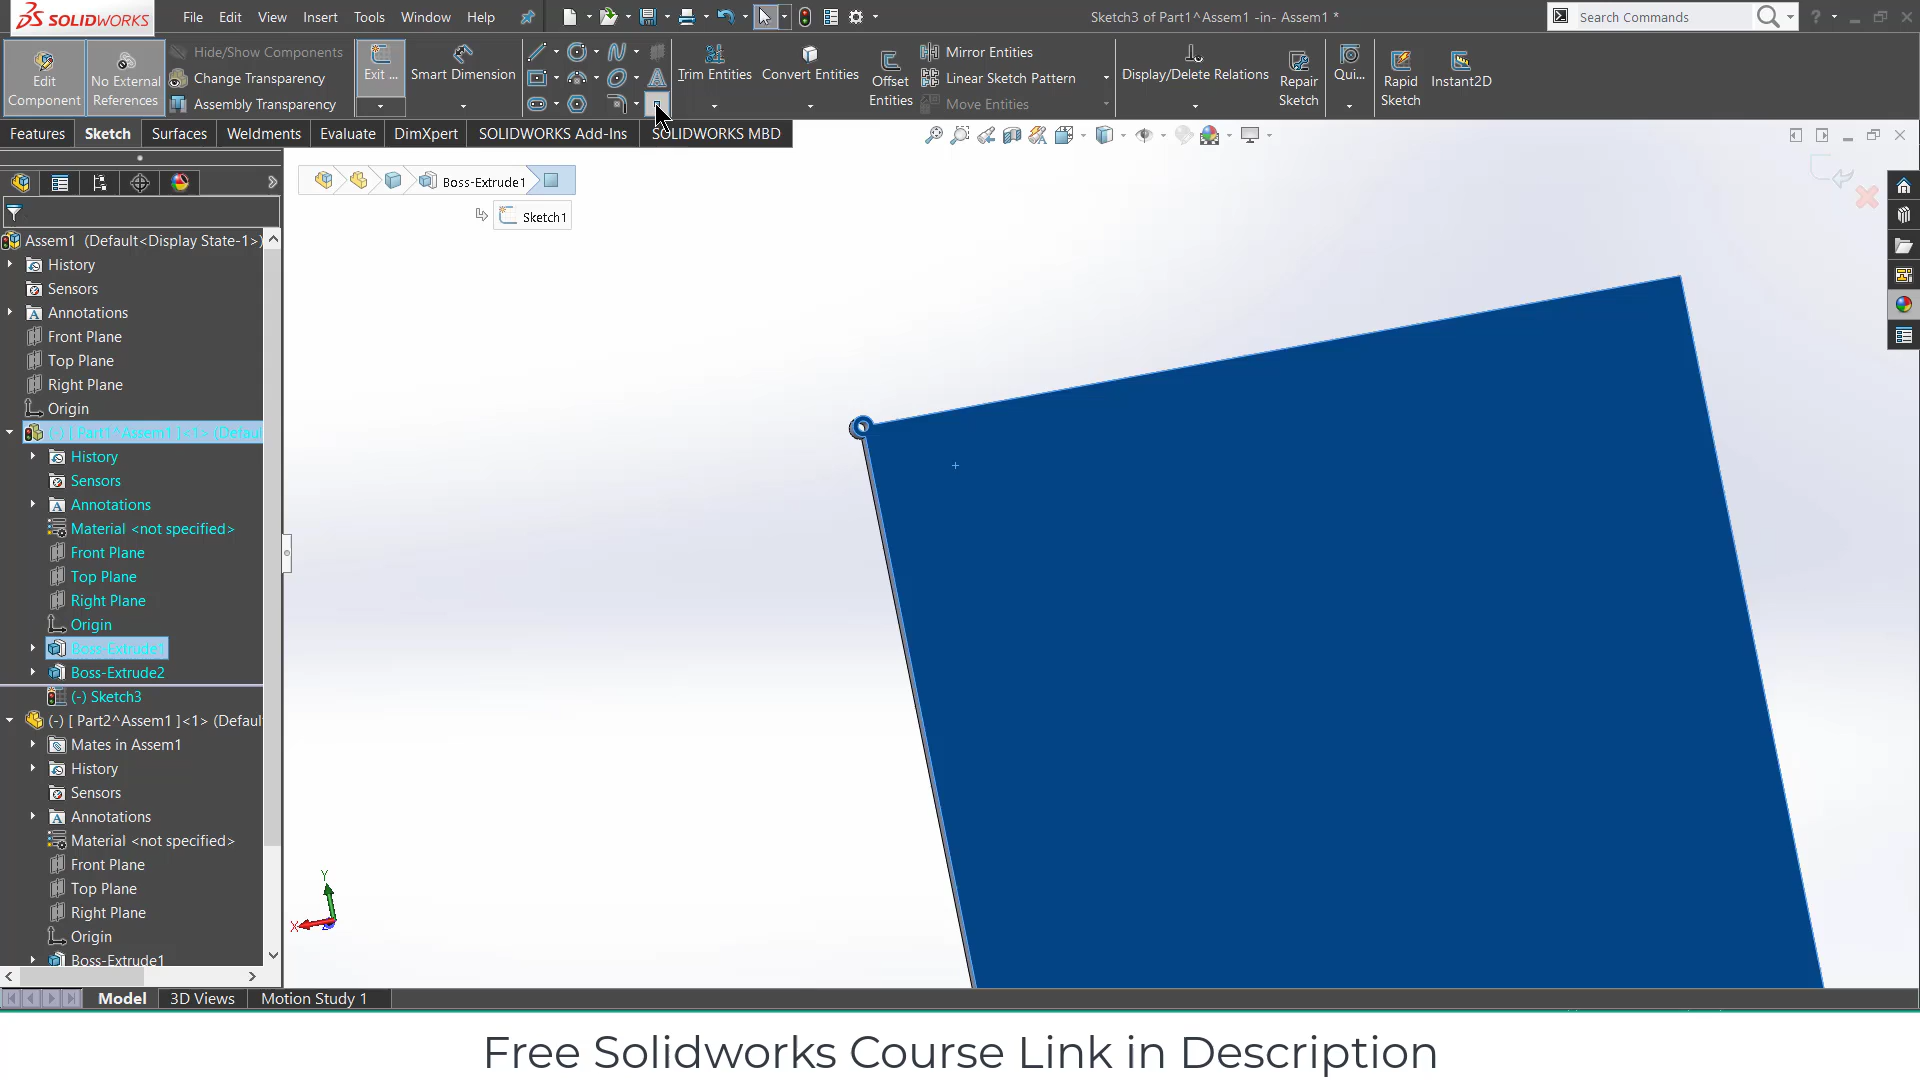 SOLIDWORKS
File Edit View Insert Tools Window Help
Sketch3 of Part1^Assem1 -in- Assem1 *
Search Commands
Edit Component
No External References
Hide/Show Components
Change Transparency
Assembly Transparency
Exit ...
Smart Dimension
Trim Entities
Convert Entities
Offset Entities
Mirror Entities
Linear Sketch Pattern
Move Entities
Display/Delete Relations
Repair Sketch
Qui...
Rapid Sketch
Instant2D
Features Sketch Surfaces Weldments Evaluate DimXpert SOLIDWORKS Add-Ins SOLIDWORKS MBD
Boss-Extrude1
Sketch1
Assem1 (Default<Display State-1>)
History
Sensors
Annotations
Front Plane
Top Plane
Right Plane
Origin
(-) [ Part1^Assem1 ]<1> (Defaul
History
Sensors
Annotations
Material <not specified>
Front Plane
Top Plane
Right Plane
Origin
Boss-Extrude1
Boss-Extrude2
(-) Sketch3
(-) [ Part2^Assem1 ]<1> (Defaul
Mates in Assem1
History
Sensors
Annotations
Material <not specified>
Front Plane
Top Plane
Right Plane
Origin
Boss-Extrude1
Y
X
Model 3D Views Motion Study 1
Free Solidworks Course Link in Description